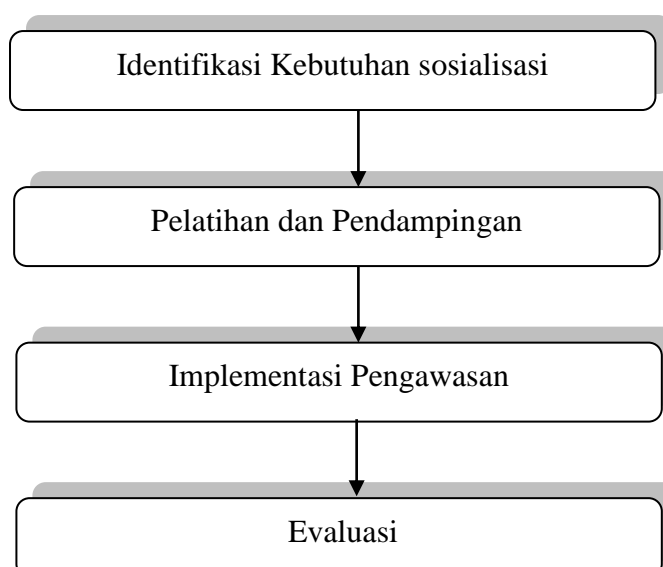 Identifikasi Kebutuhan sosialisasi
Pelatihan dan Pendampingan
Implementasi Pengawasan
Evaluasi